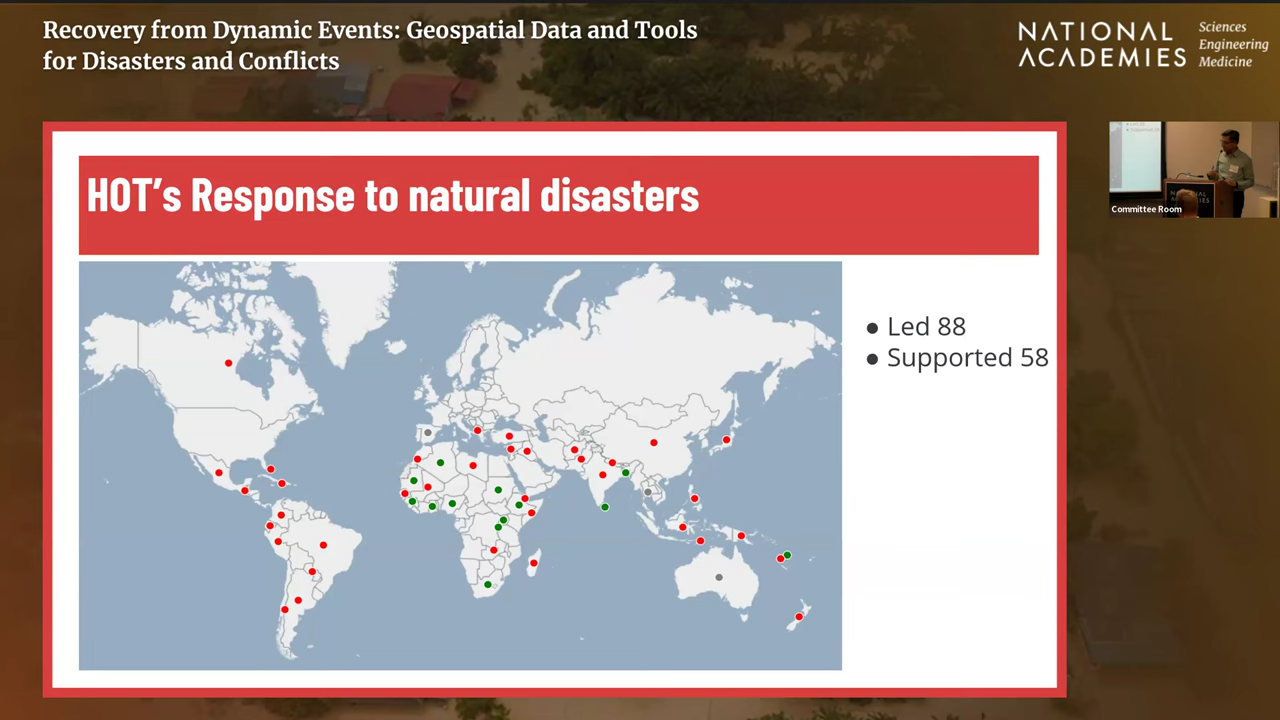 Recovery from Dynamic Events: Geospatial Data and Tools
for Disasters and Conflicts
NATIONAL
ACADEMIES
Sciences
Engineering
Medicine
HOT’s Response to natural disasters
● Led 88
● Supported 58
Committee Room